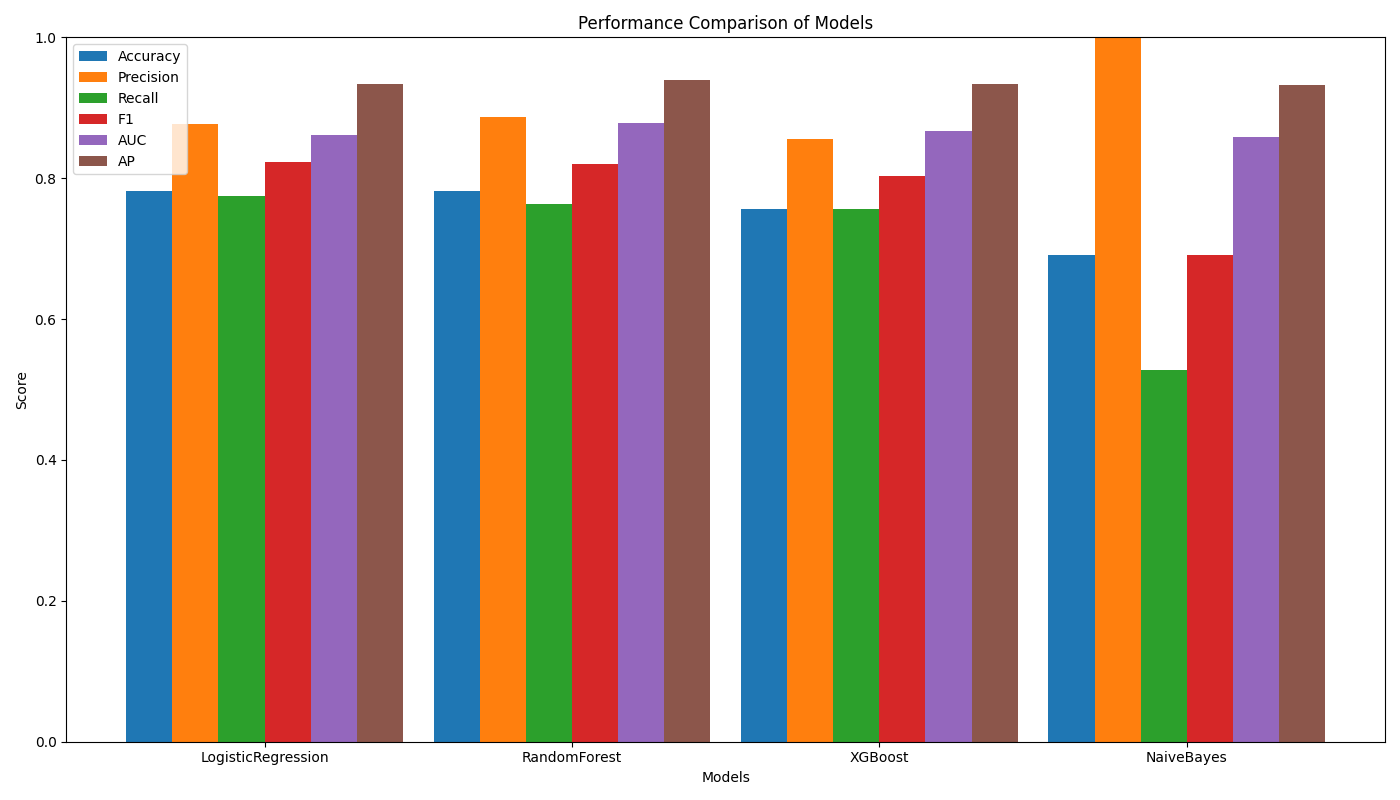 Performance Comparison of Models
1.0
0.8
0.6
0.4
0.2
0.0
Score
Accuracy
Precision
Recall
F1
AUC
AP
LogisticRegression
RandomForest
XGBoost
NaiveBayes
Models